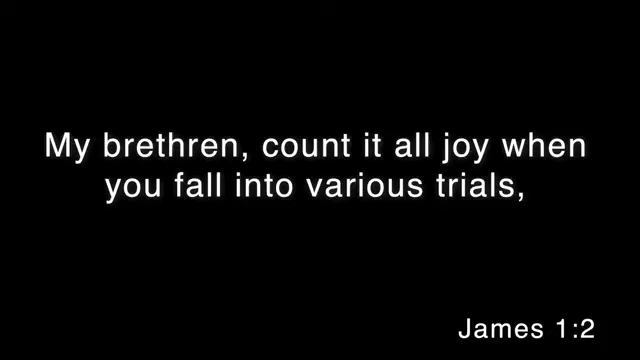 My brethren, count it all joy when
you fall into various trials,
James 1:2